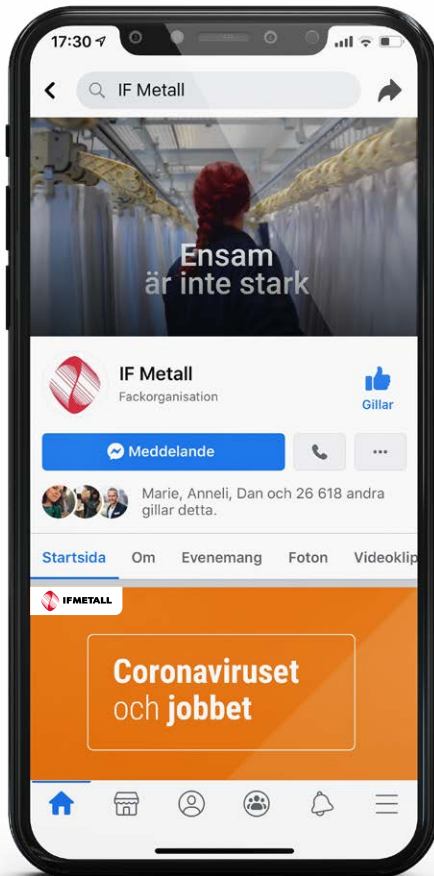 17:30
IF Metall
Ensam
är inte stark
IF Metall
Fackorganisation
Gillar
Meddelande
Marie, Anneli, Dan och 26 618 andra
gillar detta.
Startsida Om Evenemang Foton Videoklip
IFMETALL
Coronaviruset
och jobbet